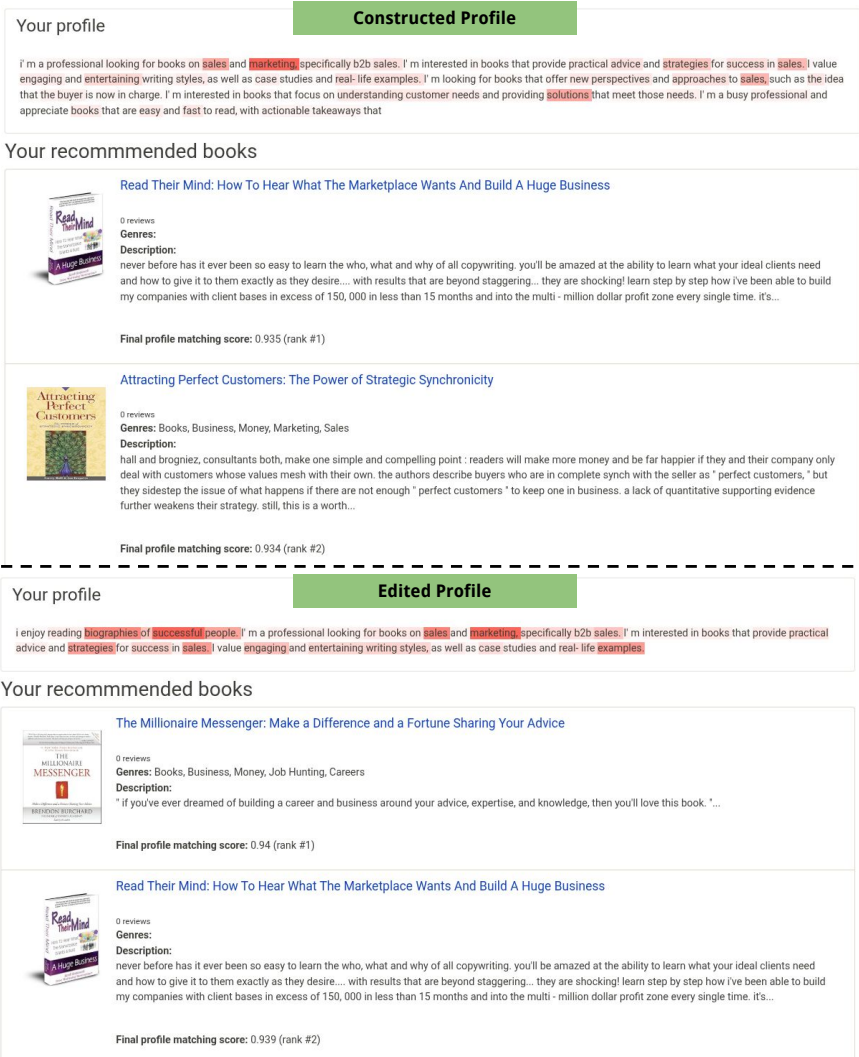 Constructed Profile
Your profile
i' m a professional looking for books on sales and marketing, specifically b2b sales. I' m interested in books that provide practical advice and strategies for success in sales. I value
engaging and entertaining writing styles, as well as case studies and real- life examples. I' m looking for books that offer new perspectives and approaches to sales, such as the idea
that the buyer is now in charge. I' m interested in books that focus on understanding customer needs and providing solutions that meet those needs. I' m a busy professional and
appreciate books that are easy and fast to read, with actionable takeaways that
Your recommmended books
Read Their Mind: How To Hear What The Marketplace Wants And Build A Huge Business
0 reviews
Genres:
Description:
never before has it ever been so easy to learn the who, what and why of all copywriting. you'll be amazed at the ability to learn what your ideal clients need
and how to give it to them exactly as they desire.... with results that are beyond staggering... they are shocking! learn step by step how i've been able to build
my companies with client bases in excess of 150, 000 in less than 15 months and into the multi - million dollar profit zone every single time. it's...
Final profile matching score: 0.935 (rank #1)
Read
Their Mind
A Huge Business
Attracting Perfect Customers: The Power of Strategic Synchronicity
0 reviews
Genres: Books, Business, Money, Marketing, Sales
Description:
hall and brogniez, consultants both, make one simple and compelling point : readers will make more money and be far happier if they and their company only
deal with customers whose values mesh with their own. the authors describe buyers who are in complete synch with the seller as " perfect customers, " but
they sidestep the issue of what happens if there are not enough " perfect customers " to keep one in business. a lack of quantitative supporting evidence
further weakens their strategy. still, this is a worth...
Final profile matching score: 0.934 (rank #2)
Attracting
Perfect
Customers
Edited Profile
Your profile
i enjoy reading biographies of successful people. I' m a professional looking for books on sales and marketing, specifically b2b sales. I' m interested in books that provide practical
advice and strategies for success in sales. I value engaging and entertaining writing styles, as well as case studies and real- life examples.
Your recommmended books
The Millionaire Messenger: Make a Difference and a Fortune Sharing Your Advice
0 reviews
Genres: Books, Business, Money, Job Hunting, Careers
Description:
" if you've ever dreamed of building a career and business around your advice, expertise, and knowledge, then you'll love this book. "...
Final profile matching score: 0.94 (rank #1)
THE
MILLIONAIRE
MESSENGER
BRENDON BURCHARD
Read Their Mind: How To Hear What The Marketplace Wants And Build A Huge Business
0 reviews
Genres:
Description:
never before has it ever been so easy to learn the who, what and why of all copywriting. you'll be amazed at the ability to learn what your ideal clients need
and how to give it to them exactly as they desire.... with results that are beyond staggering... they are shocking! learn step by step how i've been able to build
my companies with client bases in excess of 150, 000 in less than 15 months and into the multi - million dollar profit zone every single time. it's...
Final profile matching score: 0.939 (rank #2)
Read
Their Mind
A Huge Business